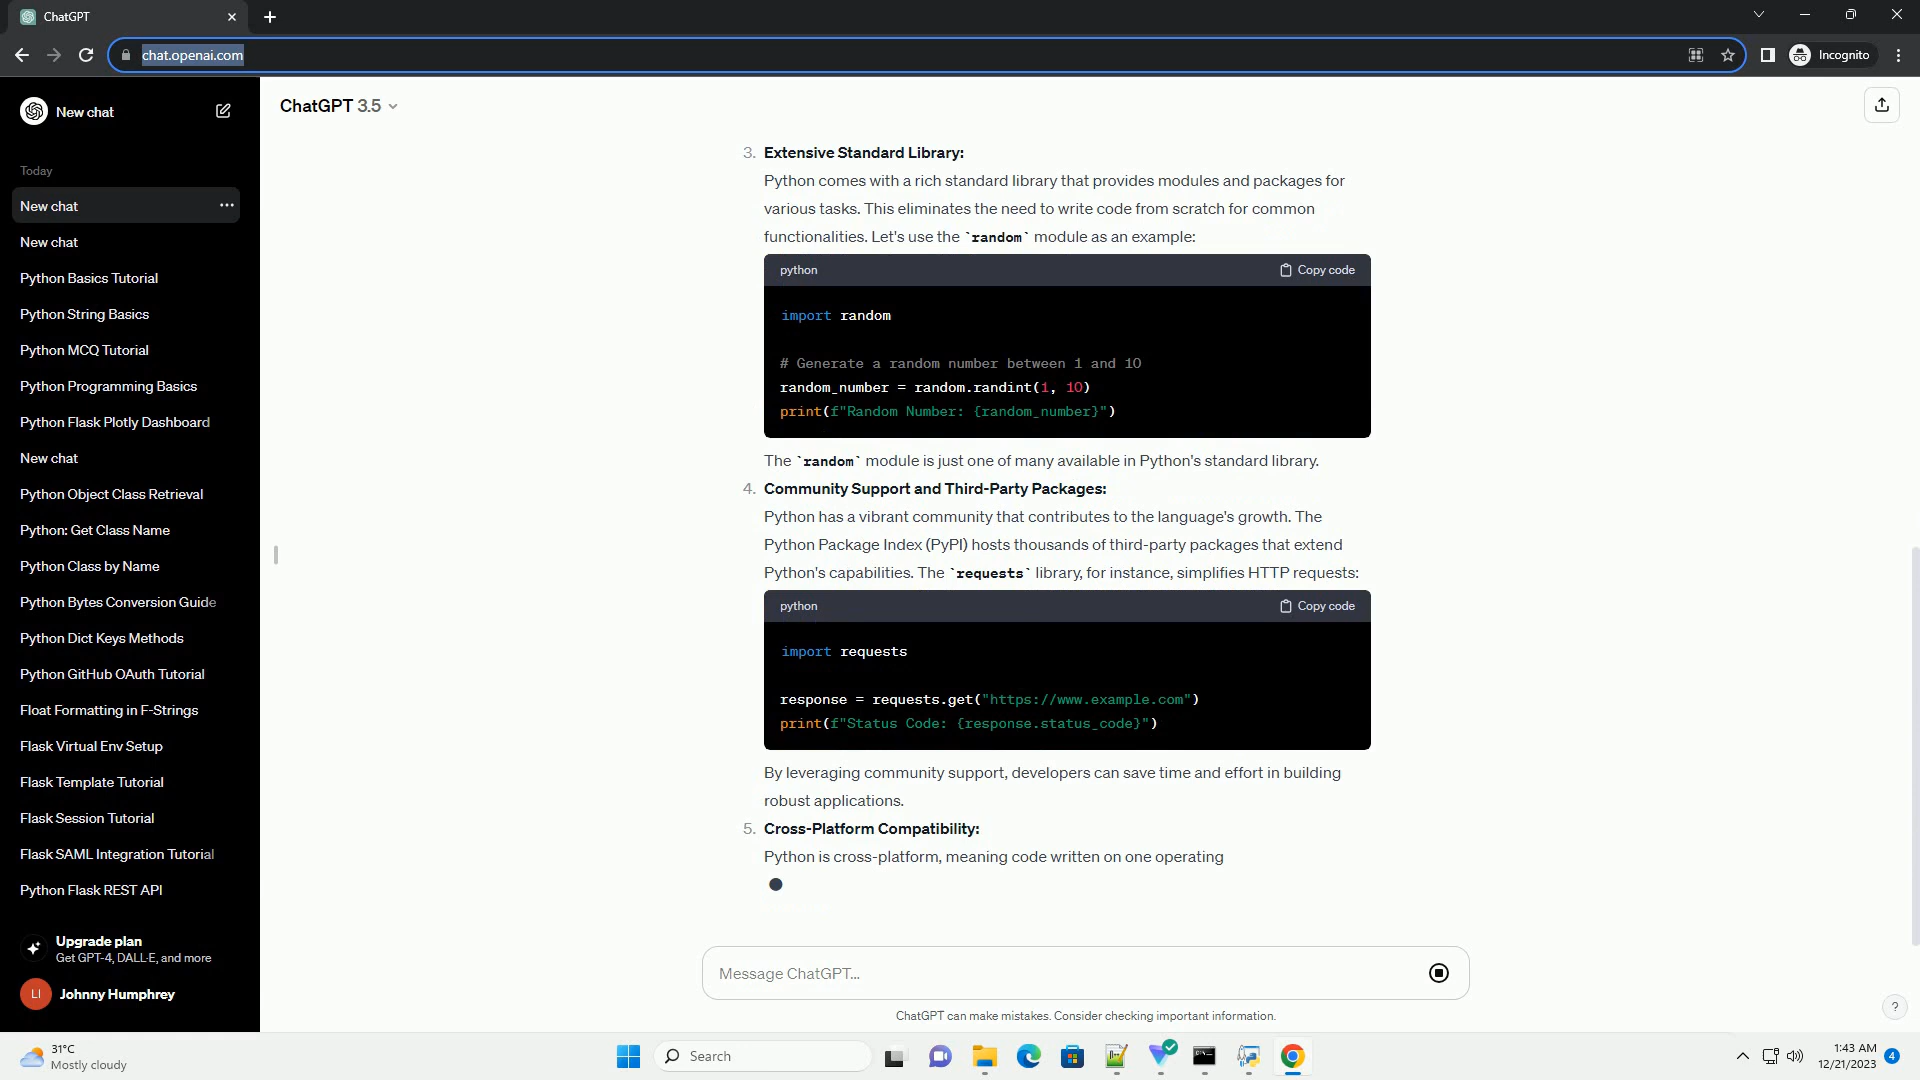 ChatGPT
chat.openai.com
Incognito
New chat
Today
New chat
New chat
Python Basics Tutorial
Python String Basics
Python MCQ Tutorial
Python Programming Basics
Python Flask Plotly Dashboard
New chat
Python Object Class Retrieval
Python: Get Class Name
Python Class by Name
Python Bytes Conversion Guide
Python Dict Keys Methods
Python GitHub OAuth Tutorial
Float Formatting in F-Strings
Flask Virtual Env Setup
Flask Template Tutorial
Flask Session Tutorial
Flask SAML Integration Tutorial
Python Flask REST API
Upgrade plan
Get GPT-4, DALL·E, and more
LI
Johnny Humphrey
ChatGPT 3.5
3. Extensive Standard Library:
Python comes with a rich standard library that provides modules and packages for
various tasks. This eliminates the need to write code from scratch for common
functionalities. Let's use the `random` module as an example:
python
Copy code
import random
# Generate a random number between 1 and 10
random_number = random.randint(1, 10)
print(f"Random Number: {random_number}")
The `random` module is just one of many available in Python's standard library.
4. Community Support and Third-Party Packages:
Python has a vibrant community that contributes to the language's growth. The
Python Package Index (PyPI) hosts thousands of third-party packages that extend
Python's capabilities. The `requests` library, for instance, simplifies HTTP requests:
python
Copy code
import requests
response = requests.get("https://www.example.com")
print(f"Status Code: {response.status_code}")
By leveraging community support, developers can save time and effort in building
robust applications.
5. Cross-Platform Compatibility:
Python is cross-platform, meaning code written on one operating
Message ChatGPT...
ChatGPT can make mistakes. Consider checking important information.
?
31°C
Mostly cloudy
Search
1:43 AM
12/21/2023
4